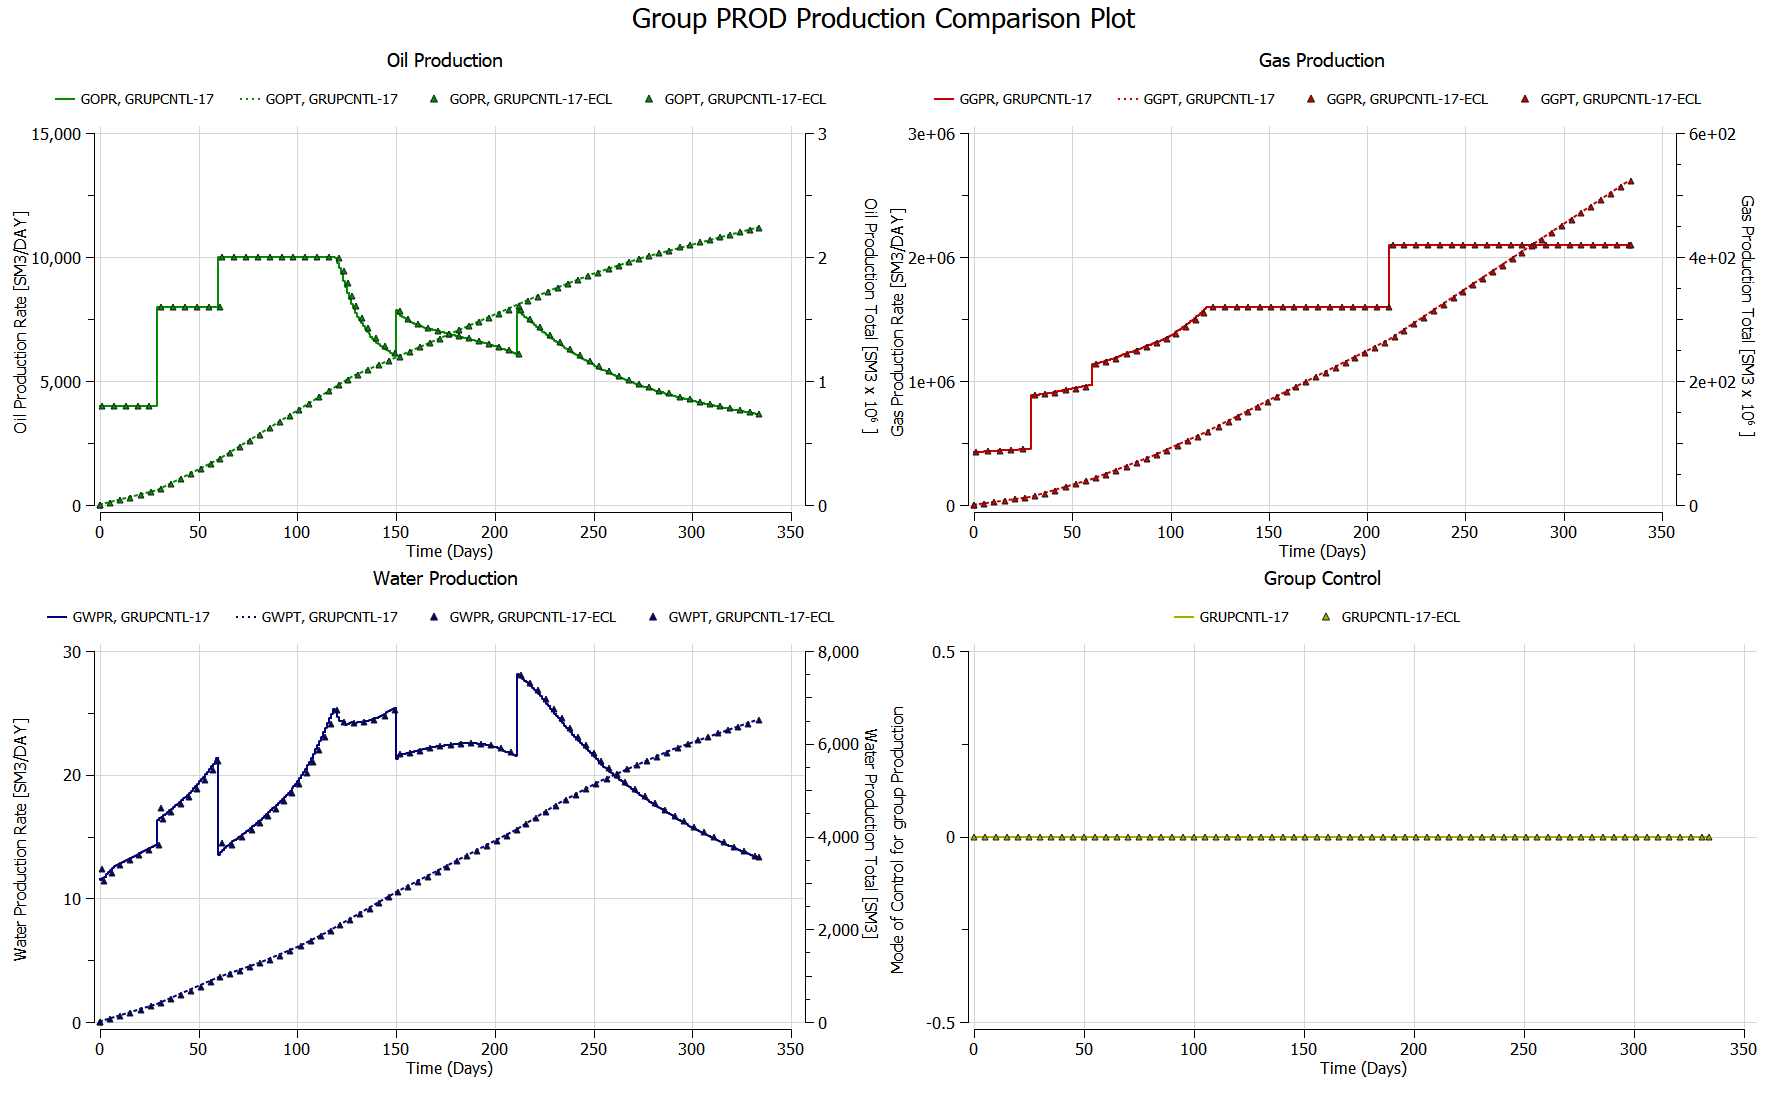 Group PROD Production Comparison Plot
Oil Production
GOPR, GRUPCNTL-17 GOPT, GRUPCNTL-17 GOPR, GRUPCNTL-17-ECL GOPT, GRUPCNTL-17-ECL
15,000
10,000
5,000
0
Oil Production Rate [SM3/DAY]
3
2
1
0
Oil Production Total [SM3 x 10⁶ ]
0 50 100 150 200 250 300 350
Time (Days)
Gas Production
GGPR, GRUPCNTL-17 GGPT, GRUPCNTL-17 GGPR, GRUPCNTL-17-ECL GGPT, GRUPCNTL-17-ECL
3e+06
2e+06
1e+06
0
Gas Production Rate [SM3/DAY]
6e+02
4e+02
2e+02
0
Gas Production Total [SM3 x 10⁶ ]
0 50 100 150 200 250 300 350
Time (Days)
Water Production
GWPR, GRUPCNTL-17 GWPT, GRUPCNTL-17 GWPR, GRUPCNTL-17-ECL GWPT, GRUPCNTL-17-ECL
30
20
10
0
Water Production Rate [SM3/DAY]
8,000
6,000
4,000
2,000
0
Water Production Total [SM3]
0 50 100 150 200 250 300 350
Time (Days)
Group Control
GRUPCNTL-17 GRUPCNTL-17-ECL
0.5
0
-0.5
Mode of Control for group Production
0 50 100 150 200 250 300 350
Time (Days)